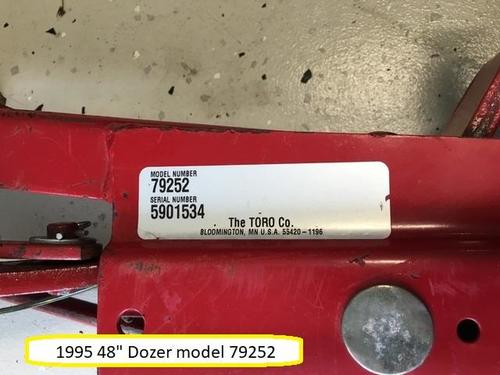 MODEL NUMBER
79252
SERIAL NUMBER
5901534
The TORO Co.
BLOOMINGTON, MN U.S.A. 55420-1196
1995 48" Dozer model 79252